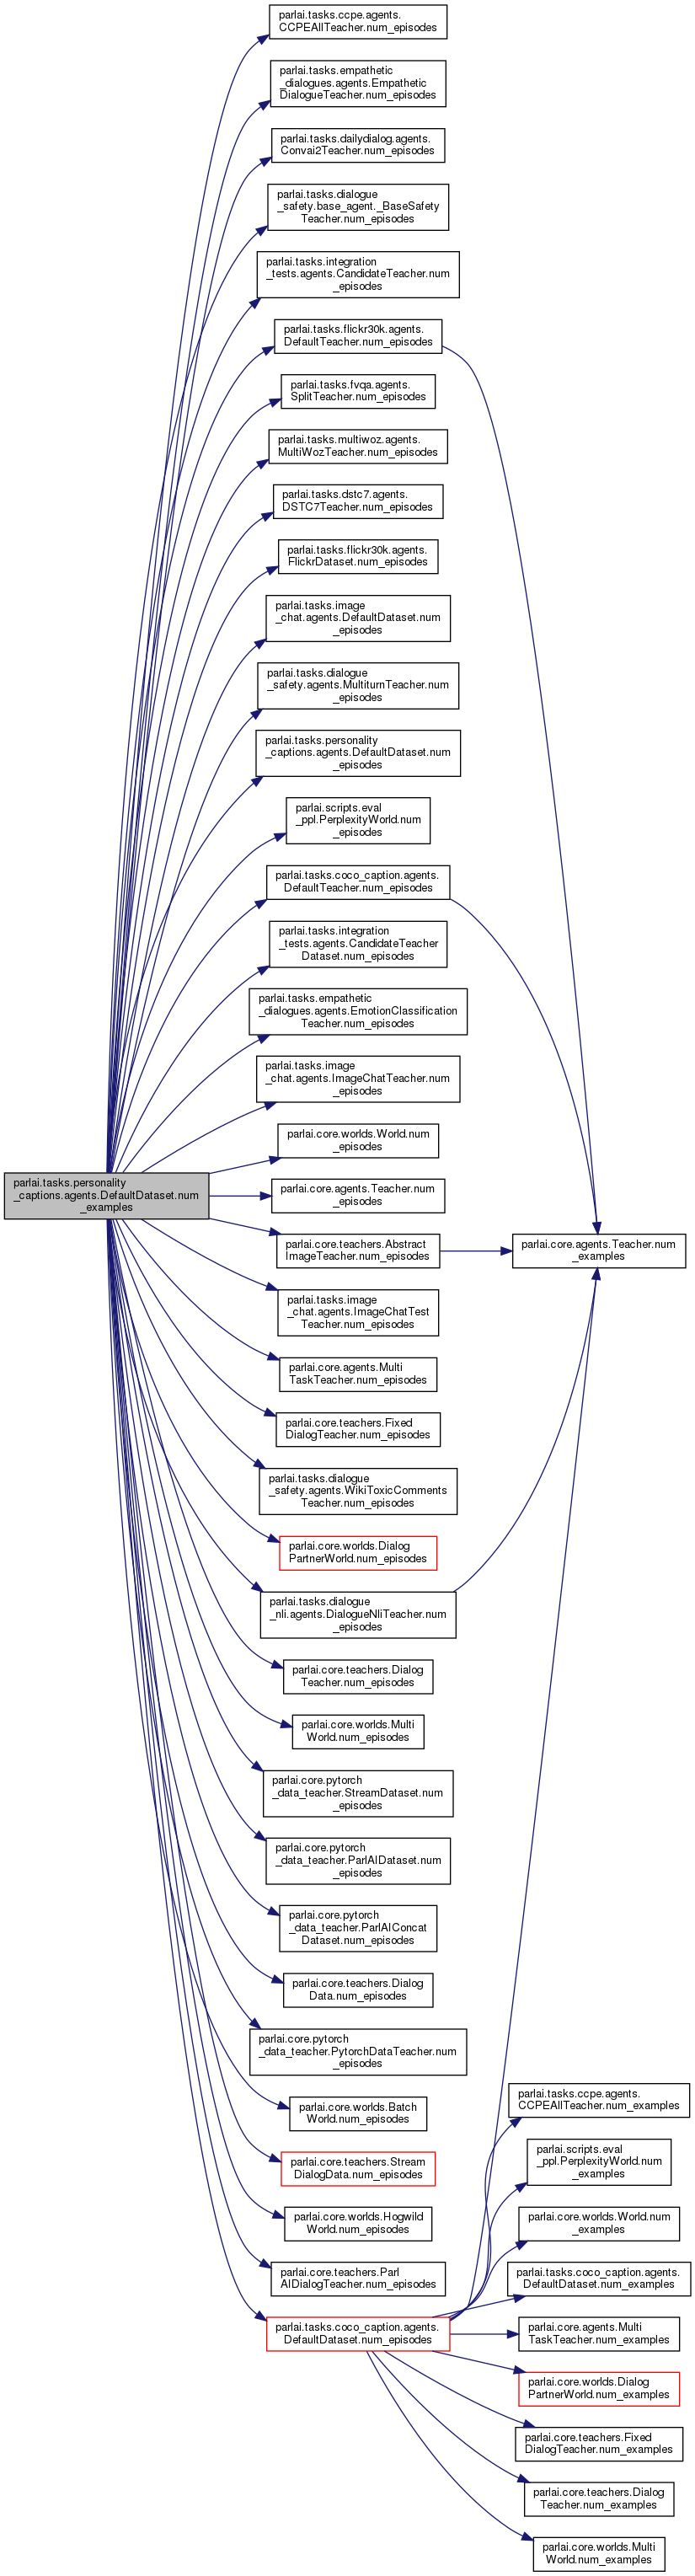 parlai.tasks.ccpe.agents.
CCPEAllTeacher.num_episodes
parlai.tasks.empathetic
_dialogues.agents.Empathetic
DialogueTeacher.num_episodes
parlai.tasks.dailydialog.agents.
Convai2Teacher.num_episodes
parlai.tasks.dialogue
_safety.base_agent._BaseSafety
Teacher.num_episodes
parlai.tasks.integration
_tests.agents.CandidateTeacher.num
_episodes
parlai.tasks.flickr30k.agents.
DefaultTeacher.num_episodes
parlai.tasks.fvqa.agents.
SplitTeacher.num_episodes
parlai.tasks.multiwoz.agents.
MultiWozTeacher.num_episodes
parlai.tasks.dstc7.agents.
DSTC7Teacher.num_episodes
parlai.tasks.flickr30k.agents.
FlickrDataset.num_episodes
parlai.tasks.image
_chat.agents.DefaultDataset.num
_episodes
parlai.tasks.dialogue
_safety.agents.MultiturnTeacher.num
_episodes
parlai.tasks.personality
_captions.agents.DefaultDataset.num
_episodes
parlai.scripts.eval
_ppl.PerplexityWorld.num
_episodes
parlai.tasks.coco_caption.agents.
DefaultTeacher.num_episodes
parlai.tasks.integration
_tests.agents.CandidateTeacher
Dataset.num_episodes
parlai.tasks.empathetic
_dialogues.agents.EmotionClassification
Teacher.num_episodes
parlai.tasks.image
_chat.agents.ImageChatTeacher.num
_episodes
parlai.core.worlds.World.num
_episodes
parlai.tasks.personality
_captions.agents.DefaultDataset.num
_examples
parlai.core.agents.Teacher.num
_episodes
parlai.core.teachers.Abstract
ImageTeacher.num_episodes
parlai.core.agents.Teacher.num
_examples
parlai.tasks.image
_chat.agents.ImageChatTest
Teacher.num_episodes
parlai.core.agents.Multi
TaskTeacher.num_episodes
parlai.core.teachers.Fixed
DialogTeacher.num_episodes
parlai.tasks.dialogue
_safety.agents.WikiToxicComments
Teacher.num_episodes
parlai.core.worlds.Dialog
PartnerWorld.num_episodes
parlai.tasks.dialogue
_nli.agents.DialogueNliTeacher.num
_episodes
parlai.core.teachers.Dialog
Teacher.num_episodes
parlai.core.worlds.Multi
World.num_episodes
parlai.core.pytorch
_data_teacher.StreamDataset.num
_episodes
parlai.core.pytorch
_data_teacher.ParlAIDataset.num
_episodes
parlai.core.pytorch
_data_teacher.ParlAIConcat
Dataset.num_episodes
parlai.core.teachers.Dialog
Data.num_episodes
parlai.core.pytorch
_data_teacher.PytorchDataTeacher.num
_episodes
parlai.core.worlds.Batch
World.num_episodes
parlai.core.teachers.Stream
DialogData.num_episodes
parlai.core.worlds.Hogwild
World.num_episodes
parlai.core.teachers.Parl
AIDialogTeacher.num_episodes
parlai.tasks.coco_caption.agents.
DefaultDataset.num_episodes
parlai.tasks.ccpe.agents.
CCPEAllTeacher.num_examples
parlai.scripts.eval
_ppl.PerplexityWorld.num
_examples
parlai.core.worlds.World.num
_examples
parlai.tasks.coco_caption.agents.
DefaultDataset.num_examples
parlai.core.agents.Multi
TaskTeacher.num_examples
parlai.core.worlds.Dialog
PartnerWorld.num_examples
parlai.core.teachers.Fixed
DialogTeacher.num_examples
parlai.core.teachers.Dialog
Teacher.num_examples
parlai.core.worlds.Multi
World.num_examples